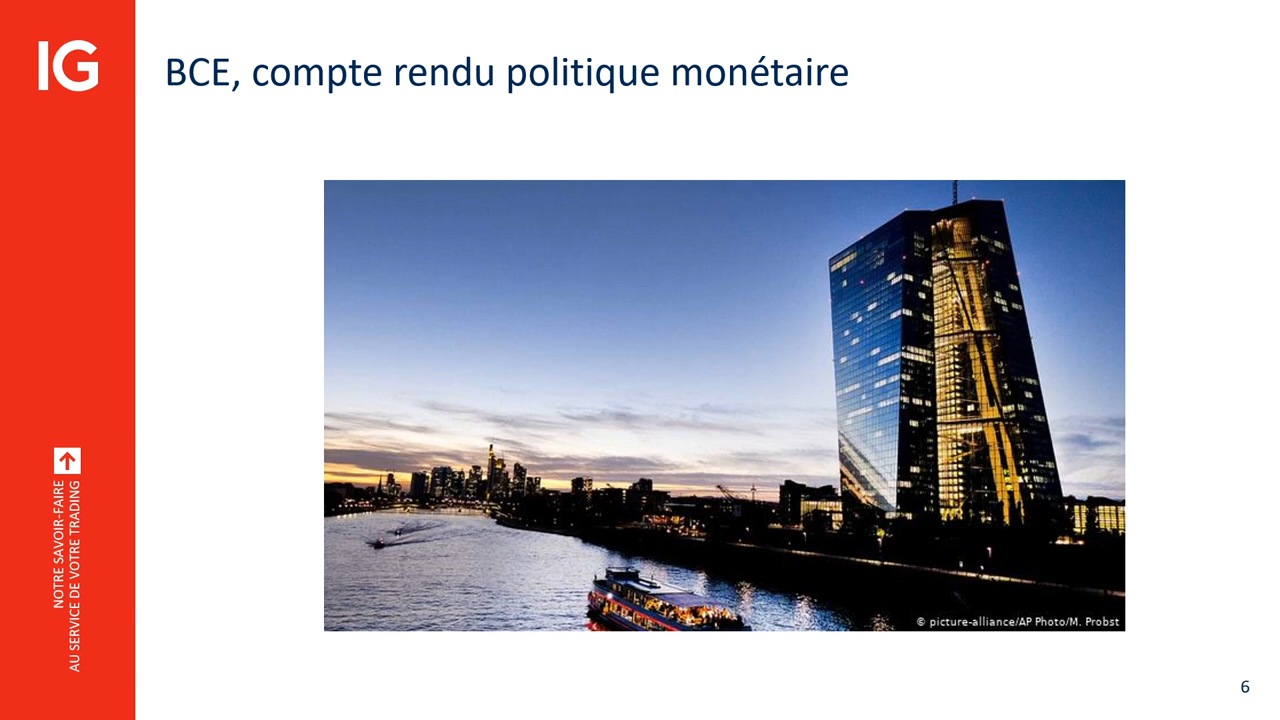 IG
BCE, compte rendu politique monétaire
NOTRE SAVOIR-FAIRE
AU SERVICE DE VOTRE TRADING
© picture-alliance/AP Photo/M. Probst
6